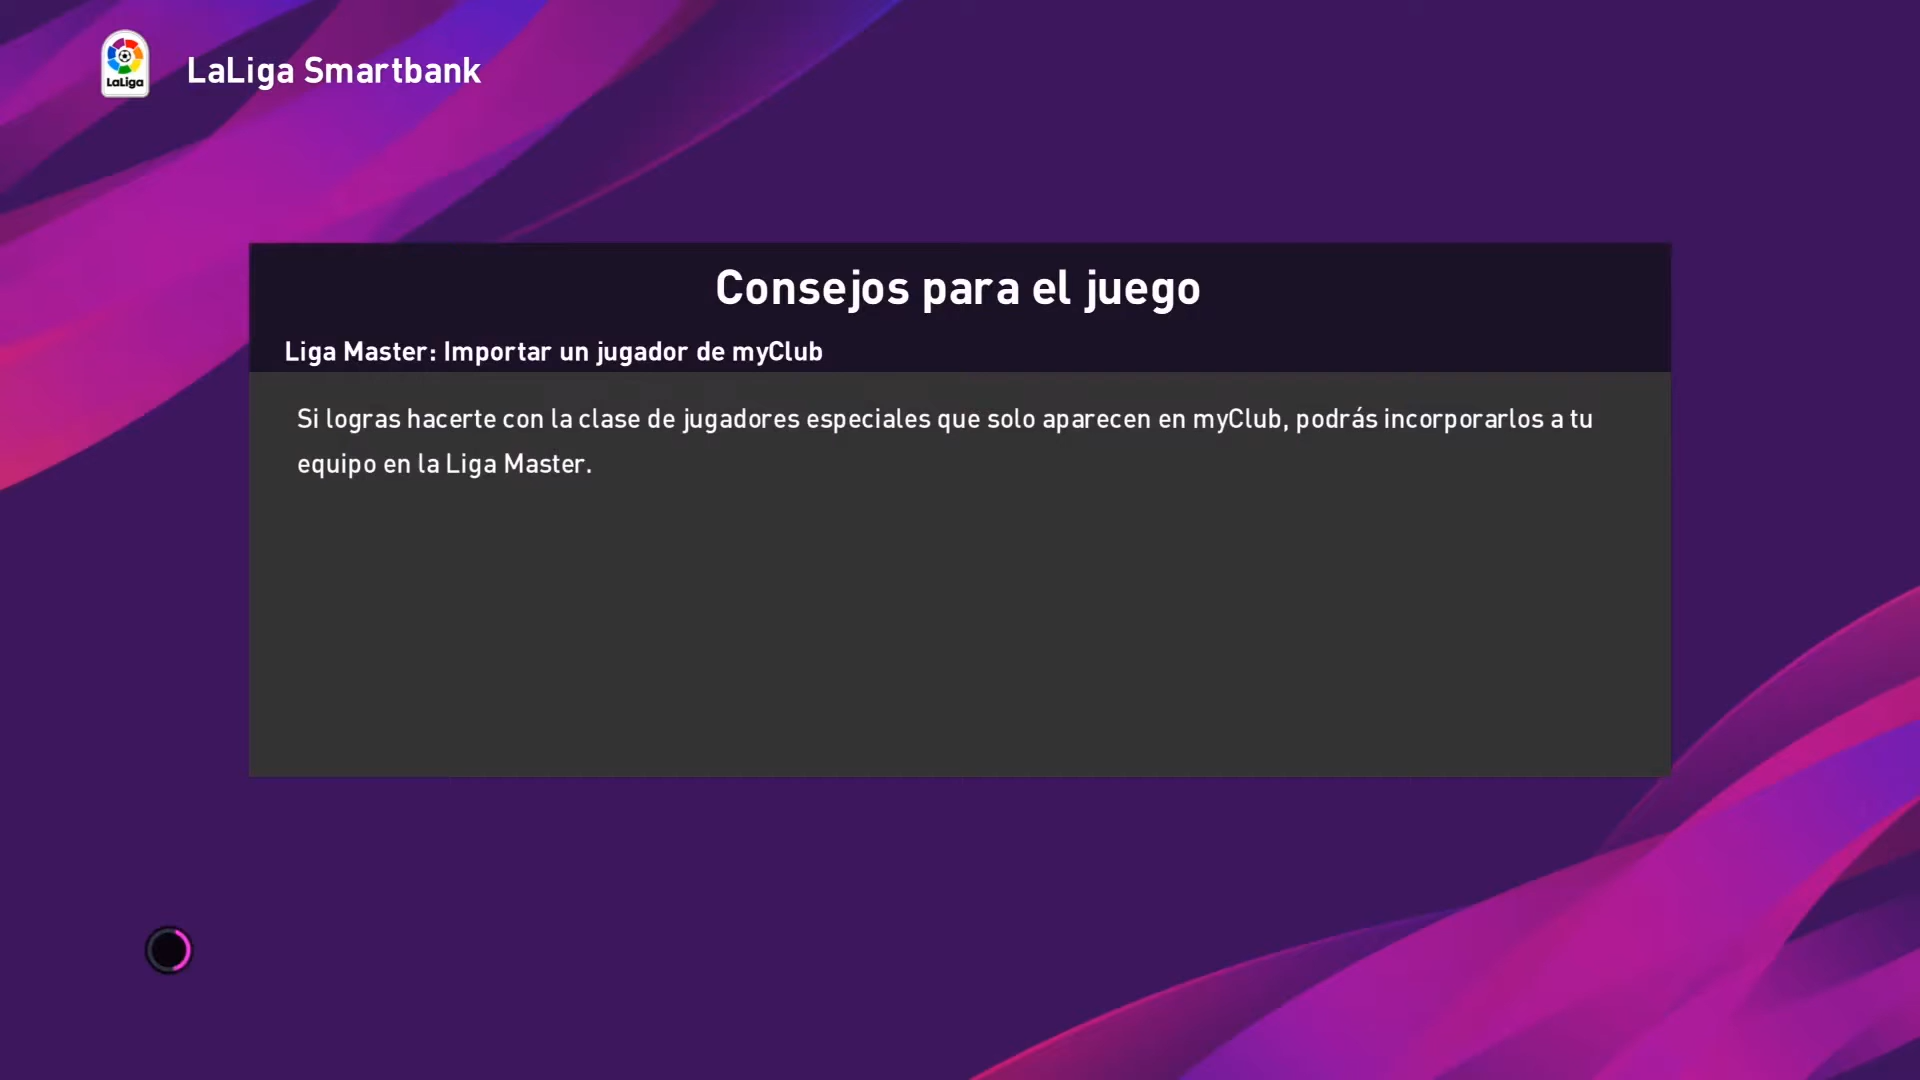 LaLiga
LaLiga Smartbank
Consejos para el juego
Liga Master: Importar un jugador de myClub
Si logras hacerte con la clase de jugadores especiales que solo aparecen en myClub, podrás incorporarlos a tu
equipo en la Liga Master.